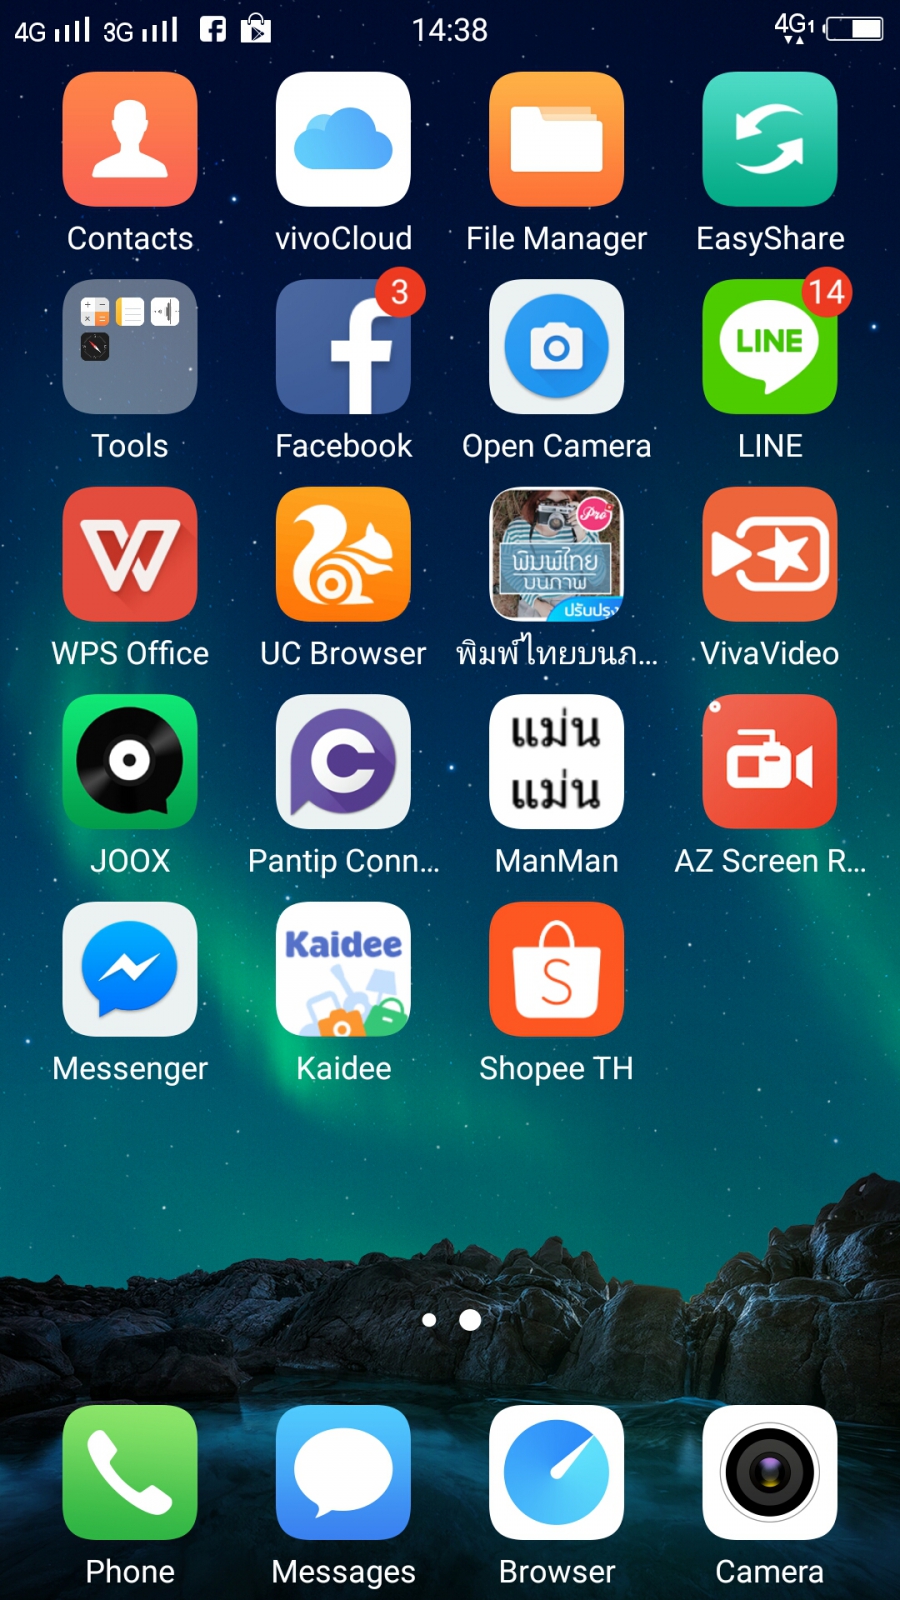 4G 3G 14:38 4G1
Contacts vivoCloud File Manager EasyShare
3 14
LINE
Tools Facebook Open Camera LINE
Pro
พิมพ์ไทย
บนภาพ
ปรับปรุง
WPS Office UC Browser พิมพ์ไทยบนภ... VivaVideo
แม่น
แม่น
JOOX Pantip Conn... ManMan AZ Screen R...
Kaidee
S
Messenger Kaidee Shopee TH
Phone Messages Browser Camera